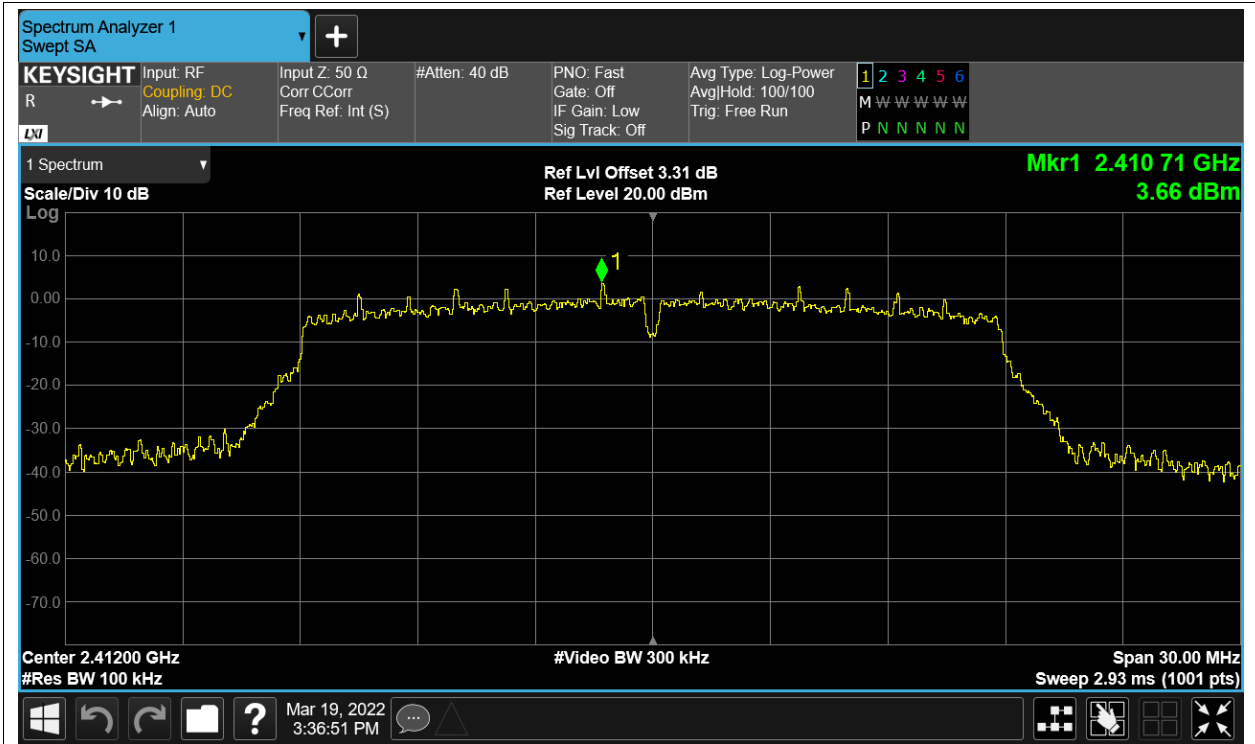 Spectrum Analyzer 1
Swept SA
+
KEYSIGHT
R
LXI
Input: RF
Coupling: DC
Align: Auto
Input Z: 50 Ω
Corr CCorr
Freq Ref: Int (S)
#Atten: 40 dB
PNO: Fast
Gate: Off
IF Gain: Low
Sig Track: Off
Avg Type: Log-Power
Avg|Hold: 100/100
Trig: Free Run
1 2 3 4 5 6
M W W W W W
P N N N N N
1 Spectrum
Scale/Div 10 dB
Log
Ref Lvl Offset 3.31 dB
Ref Level 20.00 dBm
Mkr1 2.410 71 GHz
3.66 dBm
10.0
0.00
-10.0
-20.0
-30.0
-40.0
-50.0
-60.0
-70.0
1
Center 2.41200 GHz
#Res BW 100 kHz
#Video BW 300 kHz
Span 30.00 MHz
Sweep 2.93 ms (1001 pts)
?
Mar 19, 2022
3:36:51 PM